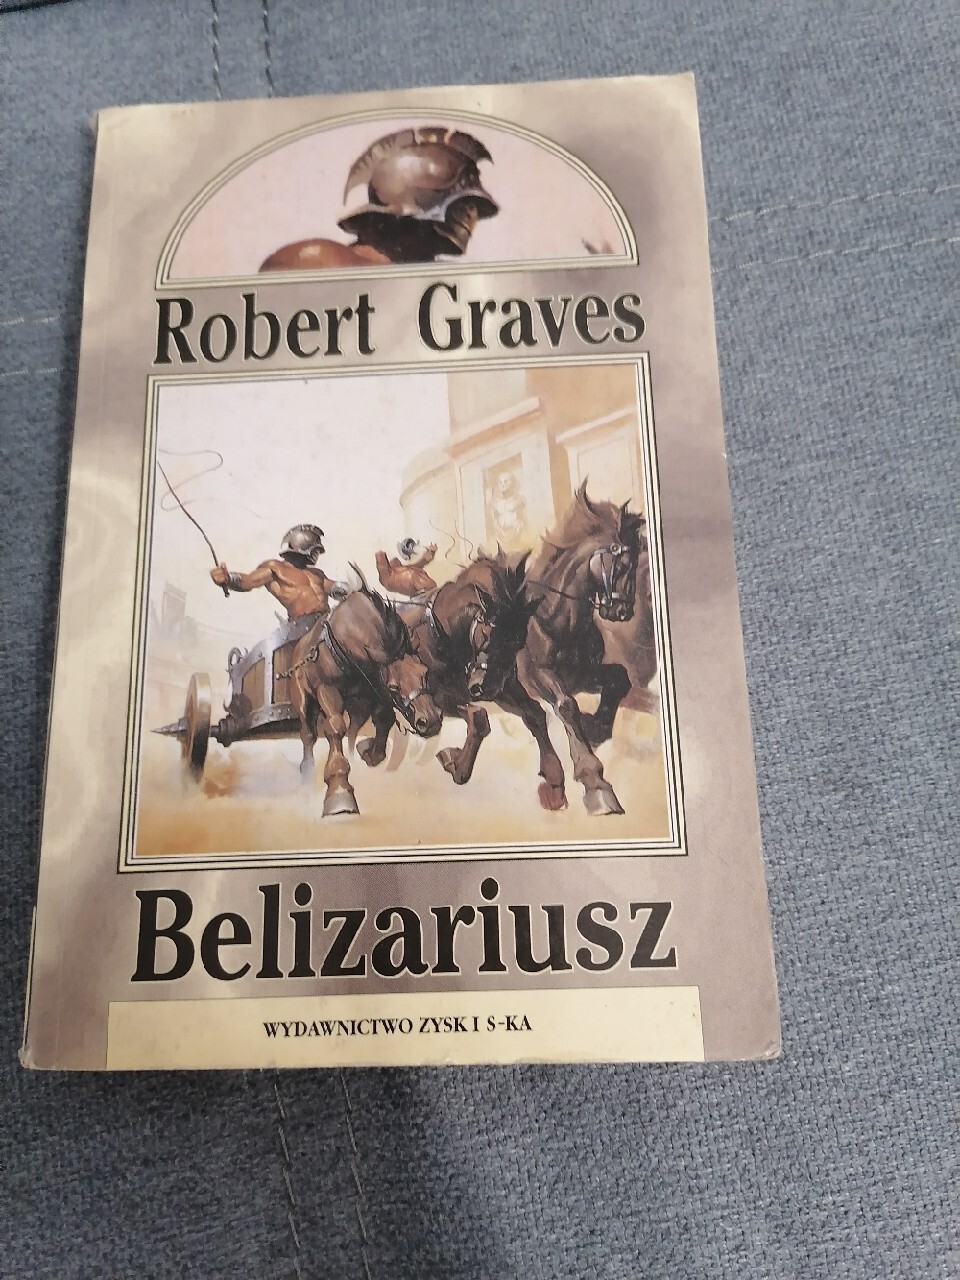 Robert Graves
Belizariusz
WYDAWNICTWO ZYSK I S-KA